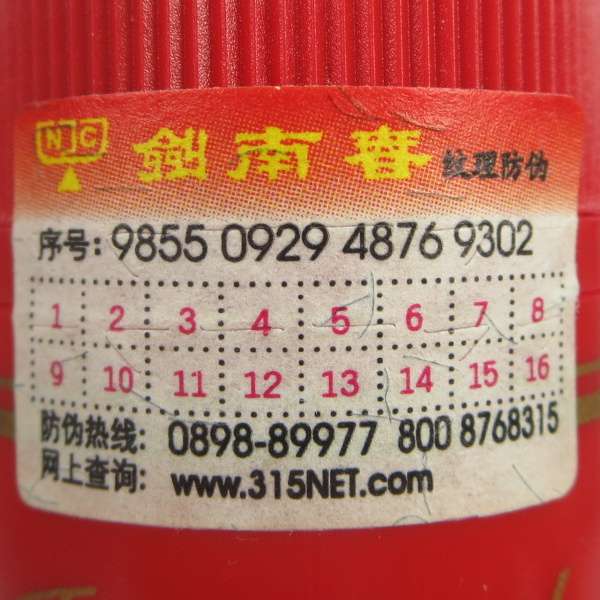 NJC 剑南春 纹理防伪
序号: 9855 0929 4876 9302
1 2 3 4 5 6 7 8
9 10 11 12 13 14 15 16
防伪热线: 0898-89977 800 8768315
网上查询: www.315NET.com